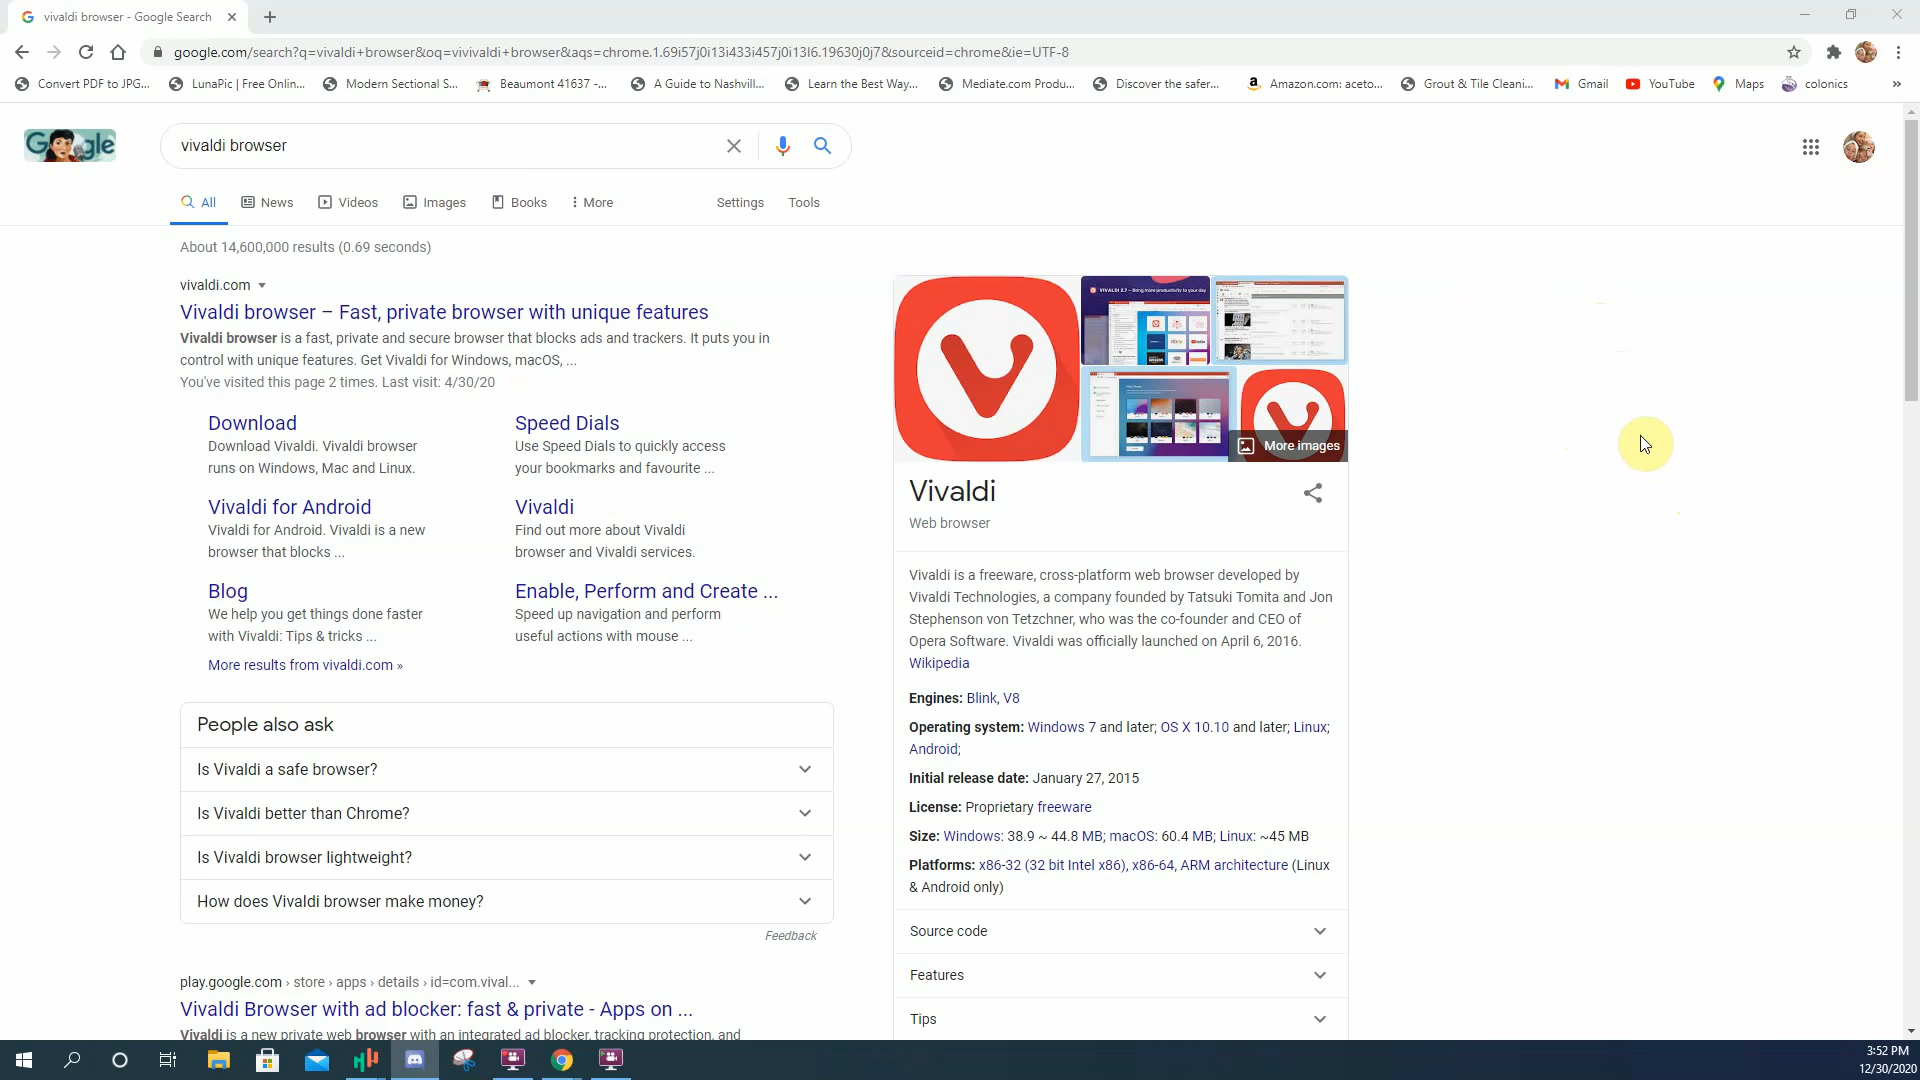 vivaldi browser - Google Search
google.com/search?q=vivaldi+browser&oq=vivivaldi+browser&aqs=chrome.1.69i57j0i13i433i457j0i13l6.19630j0j7&sourceid=chrome&ie=UTF-8
Convert PDF to JPG... LunaPic | Free Onlin... Modern Sectional S... Beaumont 41637 -... A Guide to Nashvill... Learn the Best Way... Mediate.com Produ... Discover the safer... Amazon.com: aceto... Grout & Tile Cleani... Gmail YouTube Maps colonics »
Google
vivaldi browser
All News Videos Images Books More Settings Tools
About 14,600,000 results (0.69 seconds)
vivaldi.com
Vivaldi browser – Fast, private browser with unique features
Vivaldi browser is a fast, private and secure browser that blocks ads and trackers. It puts you in
control with unique features. Get Vivaldi for Windows, macOS, ...
You've visited this page 2 times. Last visit: 4/30/20
Download
Download Vivaldi. Vivaldi browser
runs on Windows, Mac and Linux.
Speed Dials
Use Speed Dials to quickly access
your bookmarks and favourite ...
Vivaldi for Android
Vivaldi for Android. Vivaldi is a new
browser that blocks ...
Vivaldi
Find out more about Vivaldi
browser and Vivaldi services.
Blog
We help you get things done faster
with Vivaldi: Tips & tricks ...
Enable, Perform and Create ...
Speed up navigation and perform
useful actions with mouse ...
More results from vivaldi.com »
People also ask
Is Vivaldi a safe browser?
Is Vivaldi better than Chrome?
Is Vivaldi browser lightweight?
How does Vivaldi browser make money?
Feedback
play.google.com › store › apps › details › id=com.vival...
Vivaldi Browser with ad blocker: fast & private - Apps on ...
Vivaldi is a new private web browser with an integrated ad blocker, tracking protection, and
More images
Vivaldi
Web browser
Vivaldi is a freeware, cross-platform web browser developed by
Vivaldi Technologies, a company founded by Tatsuki Tomita and Jon
Stephenson von Tetzchner, who was the co-founder and CEO of
Opera Software. Vivaldi was officially launched on April 6, 2016.
Wikipedia
Engines: Blink, V8
Operating system: Windows 7 and later; OS X 10.10 and later; Linux;
Android;
Initial release date: January 27, 2015
License: Proprietary freeware
Size: Windows: 38.9 ~ 44.8 MB; macOS: 60.4 MB; Linux: ~45 MB
Platforms: x86-32 (32 bit Intel x86), x86-64, ARM architecture (Linux
& Android only)
Source code
Features
Tips
3:52 PM
12/30/2020